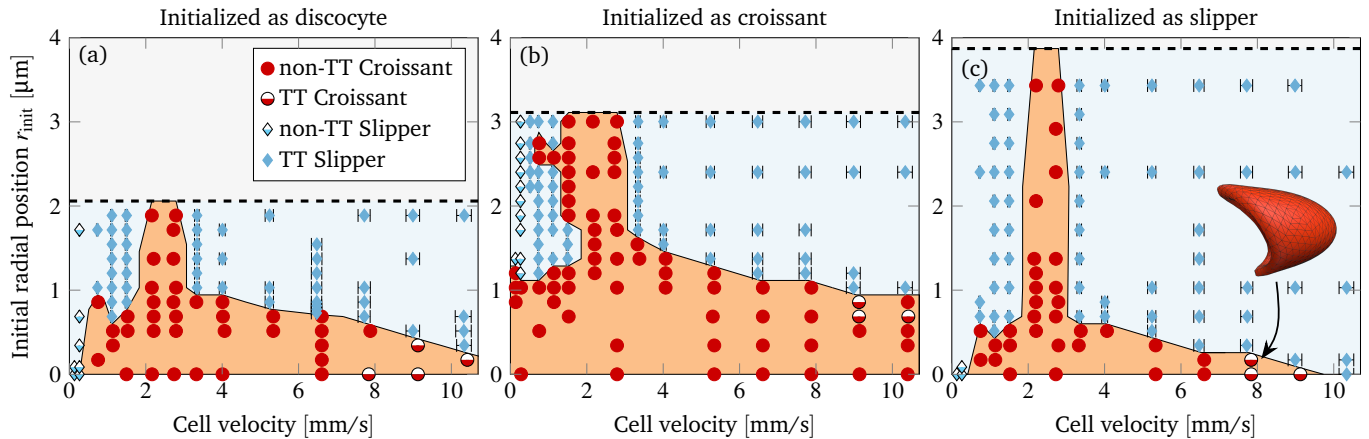 Initialized as discocyte
Initialized as croissant
Initialized as slipper
Initial radial position r_init [μm]
4
3
2
1
0
(a)
non-TT Croissant
TT Croissant
non-TT Slipper
TT Slipper
0 2 4 6 8 10
Cell velocity [mm/s]
4
3
2
1
0
(b)
0 2 4 6 8 10
Cell velocity [mm/s]
4
3
2
1
0
(c)
0 2 4 6 8 10
Cell velocity [mm/s]